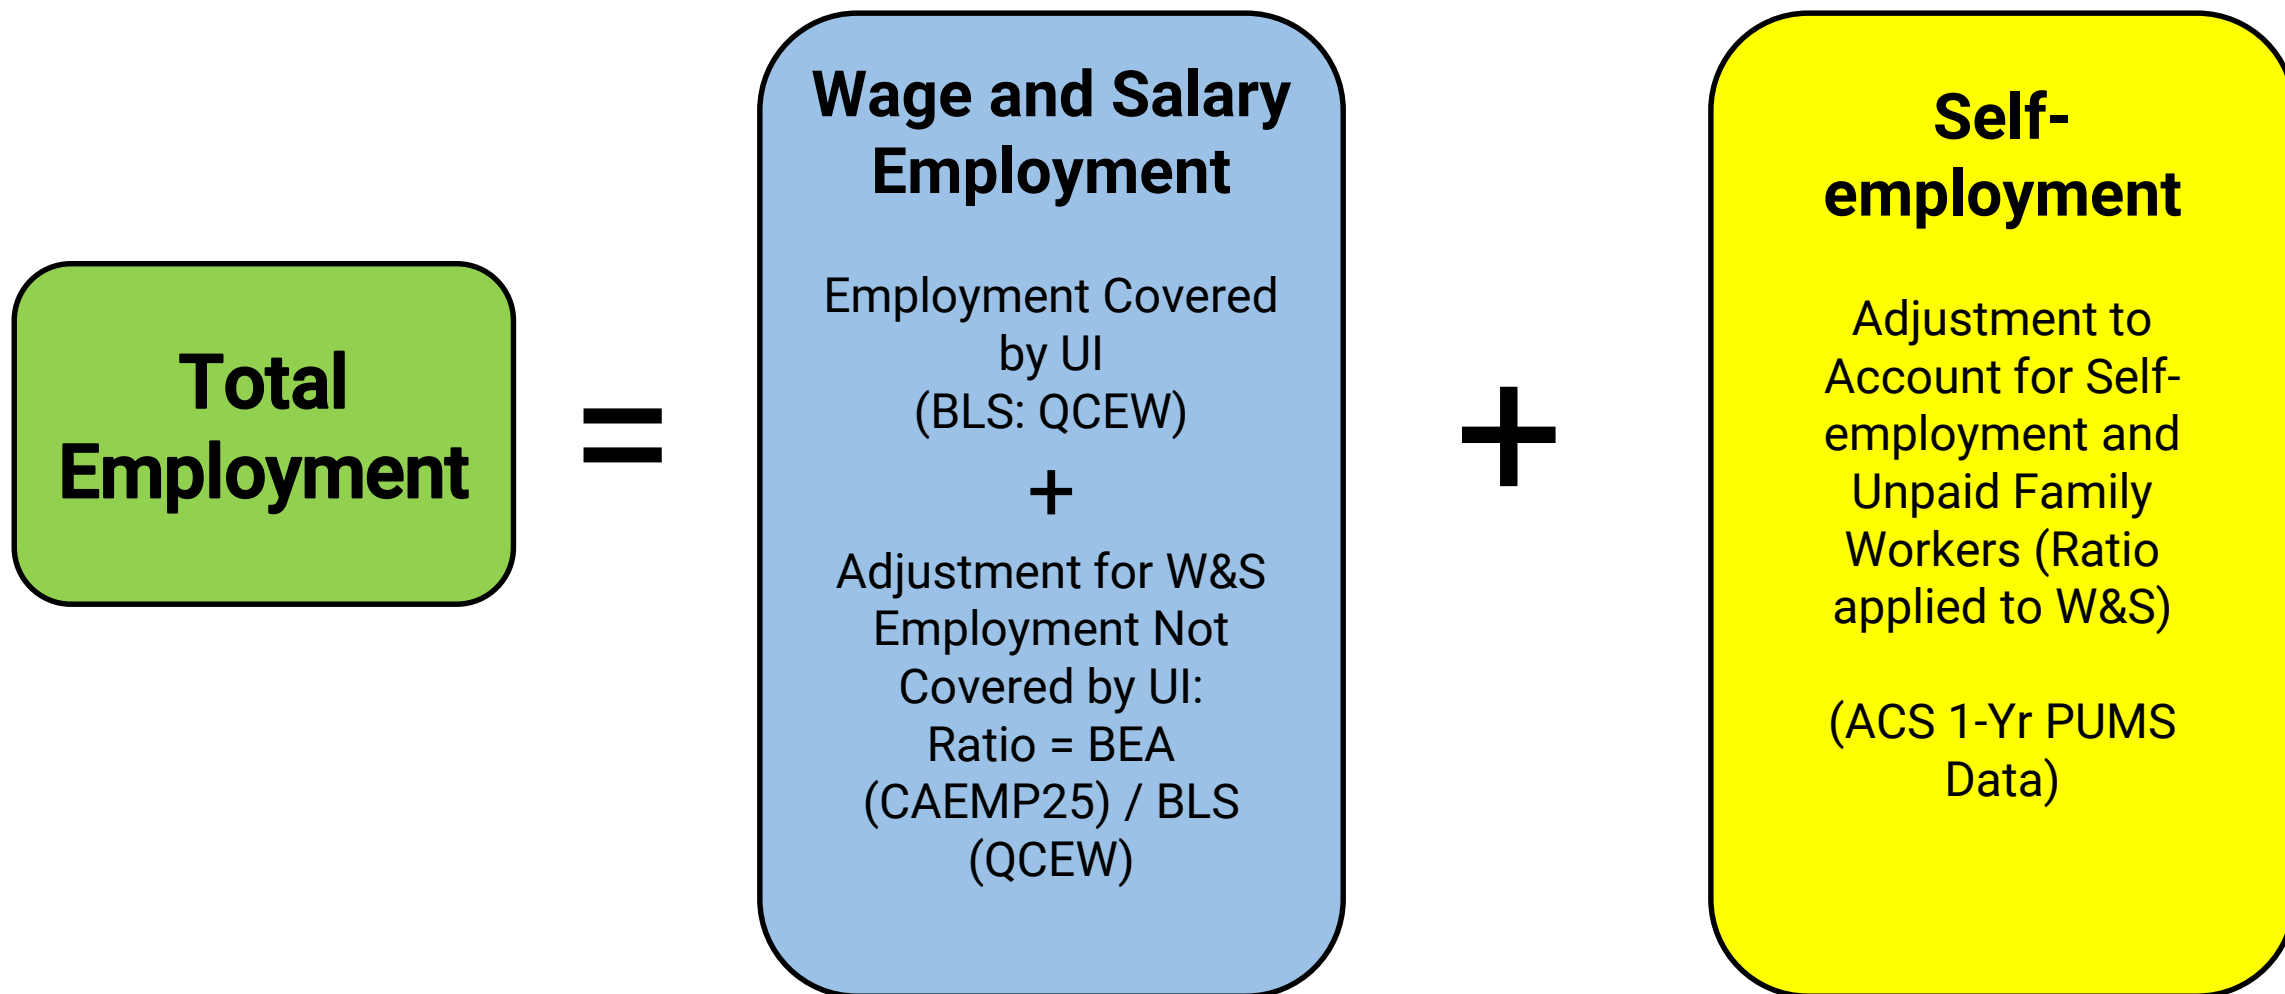 Total
Employment
=
Wage and Salary
Employment
Employment Covered
by UI
(BLS: QCEW)
+
Adjustment for W&S
Employment Not
Covered by UI:
Ratio = BEA
(CAEMP25) / BLS
(QCEW)
+
Self-
employment
Adjustment to
Account for Self-
employment and
Unpaid Family
Workers (Ratio
applied to W&S)
(ACS 1-Yr PUMS
Data)